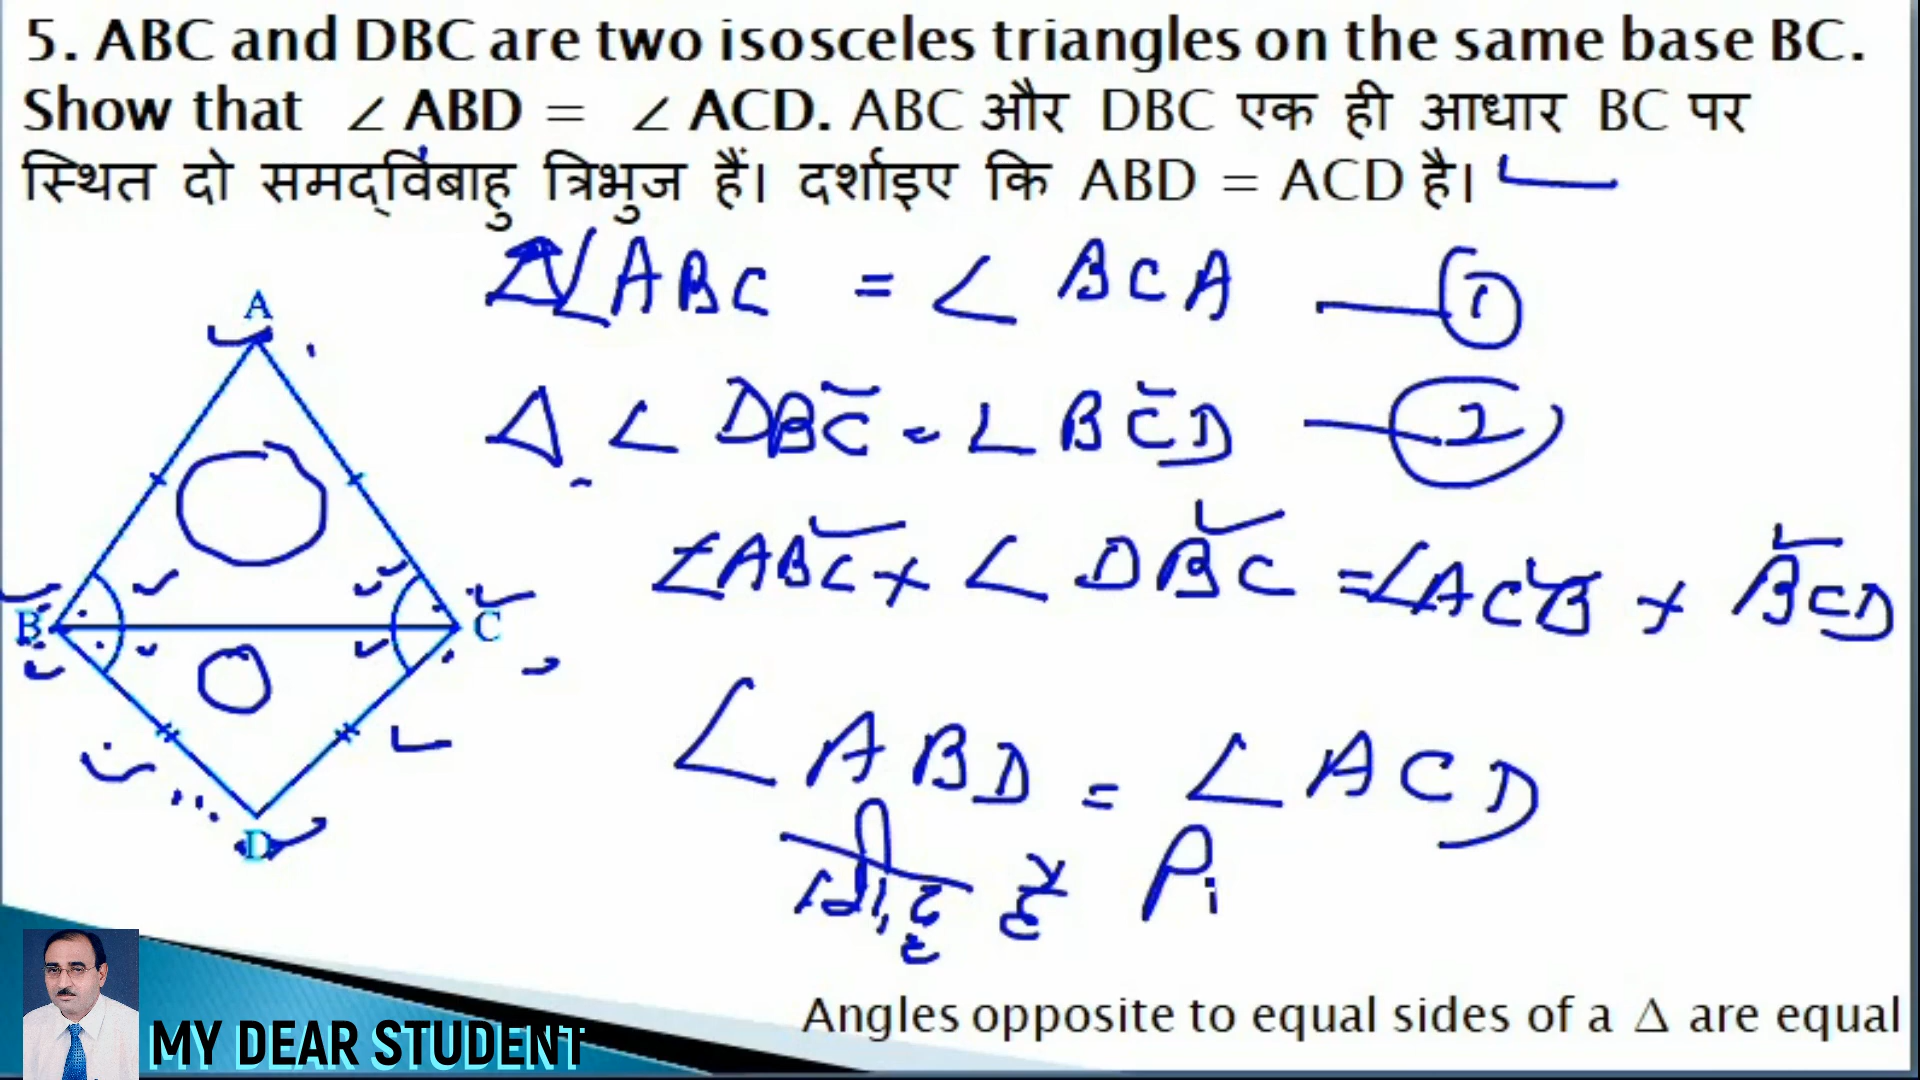 5. ABC and DBC are two isosceles triangles on the same base BC.
Show that ∠ ABD = ∠ ACD. ABC और DBC एक ही आधार BC पर
स्थित दो समद्विबाहु त्रिभुज हैं। दर्शाइए कि ABD = ACD है।
∠ABC = ∠ BCA — 1
Δ ∠ DBC = ∠ BCD — 2
∠ABC + ∠ DBC = ∠ACB + BCD
∠ ABD = ∠ ACD
A
B
C
D
Angles opposite to equal sides of a Δ are equal
MY DEAR STUDENT